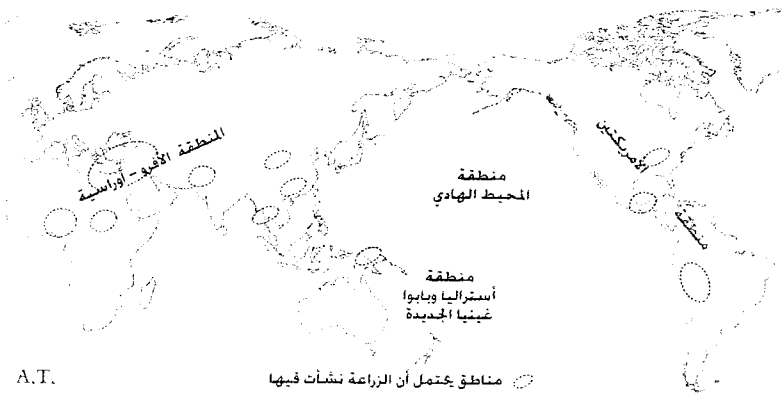 المنطقة الأفرو - أوراسية
منطقة
المحيط الهادي
منطقة
الأمريكتين
منطقة
أستراليا وبابوا
غينيا الجديدة
مناطق يحتمل أن الزراعة نشأت فيها
A.T.